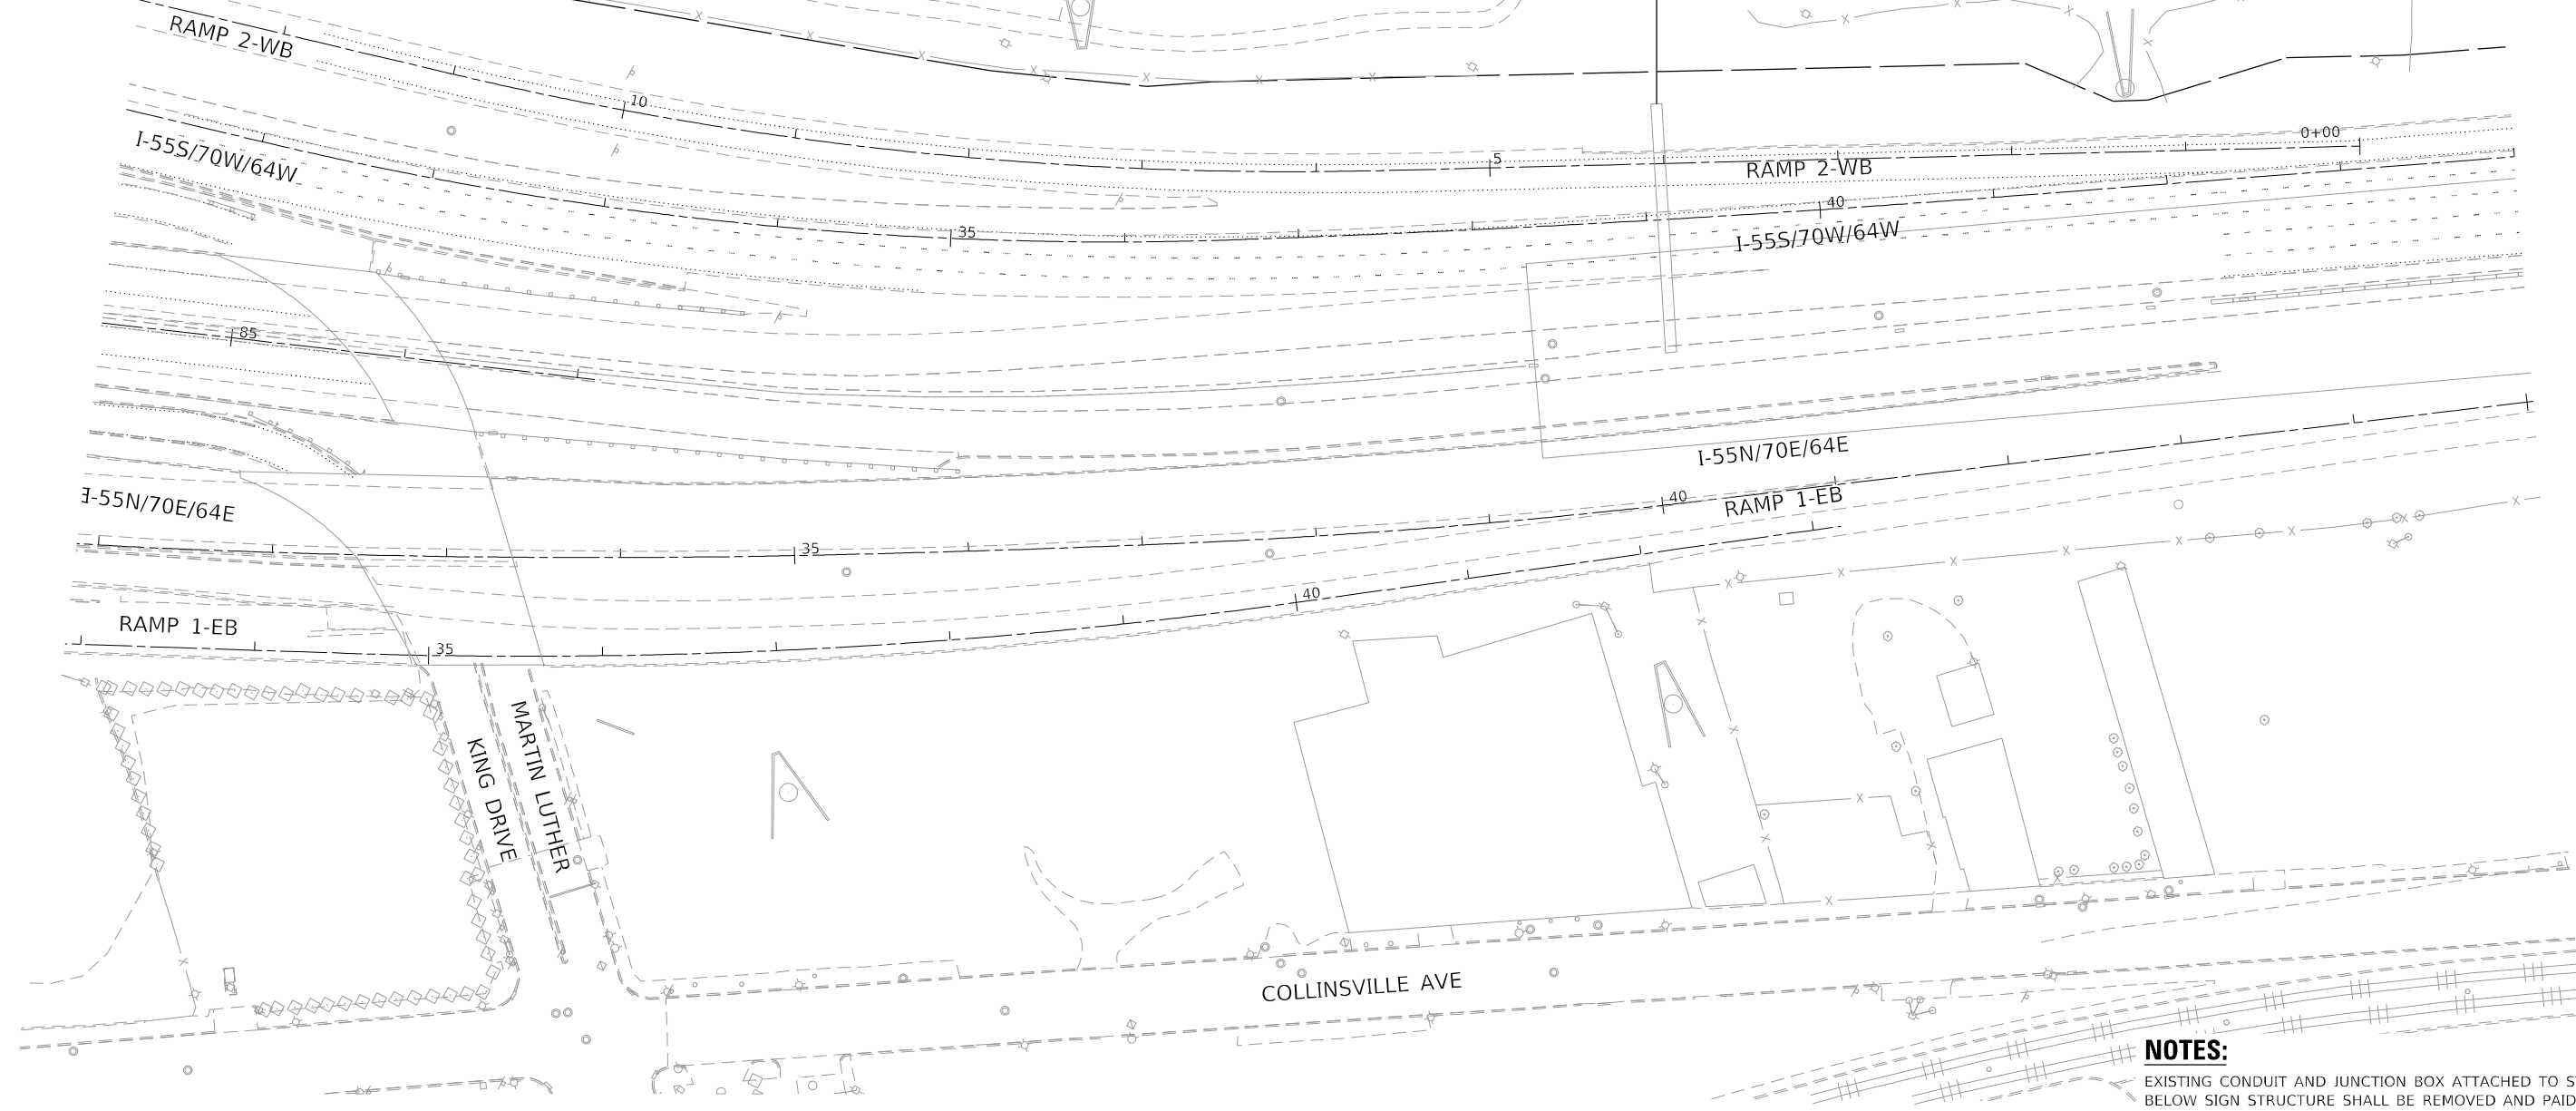 RAMP 2-WB
10
I-55S/70W/64W
5
0+00
RAMP 2-WB
40
35
I-55S/70W/64W
85
I-55N/70E/64E
40
RAMP 1-EB
I-55N/70E/64E
35
40
RAMP 1-EB
35
MARTIN LUTHER
KING DRIVE
COLLINSVILLE AVE
NOTES:
EXISTING CONDUIT AND JUNCTION BOX ATTACHED TO
BELOW SIGN STRUCTURE SHALL BE REMOVED AND PAID